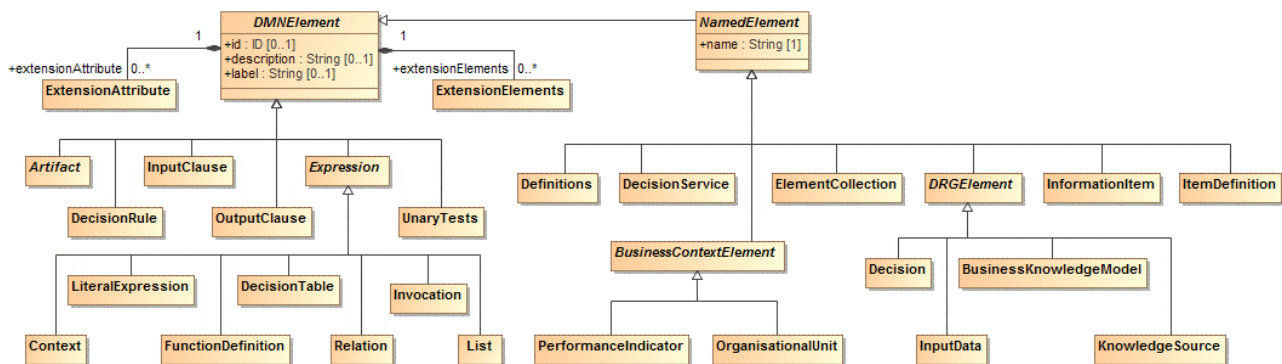 DMNElement
+id : ID [0..1]
+description : String [0..1]
+label : String [0..1]
NamedElement
+name : String [1]
1
1
+extensionAttribute 0..*
+extensionElements 0..*
ExtensionAttribute
ExtensionElements
Artifact
InputClause
Expression
DecisionRule
OutputClause
UnaryTests
Definitions
DecisionService
ElementCollection
DRGElement
InformationItem
ItemDefinition
BusinessContextElement
Decision
BusinessKnowledgeModel
LiteralExpression
DecisionTable
Invocation
Context
FunctionDefinition
Relation
List
PerformanceIndicator
OrganisationalUnit
InputData
KnowledgeSource